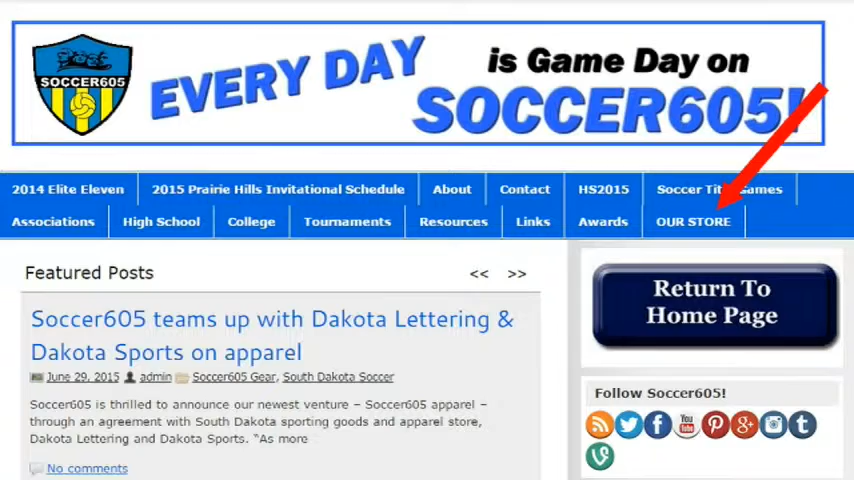 SOCCER605
EVERY DAY
is Game Day on
SOCCER605!
2014 Elite Eleven
2015 Prairie Hills Invitational Schedule
About
Contact
HS2015
Soccer Games
Associations
High School
College
Tournaments
Resources
Links
Awards
OUR STORE
Featured Posts
<< >>
Soccer605 teams up with Dakota Lettering &
Dakota Sports on apparel
June 29, 2015 admin Soccer605 Gear, South Dakota Soccer
Soccer605 is thrilled to announce our newest venture – Soccer605 apparel –
through an agreement with South Dakota sporting goods and apparel store,
Dakota Lettering and Dakota Sports. “As more
No comments
Return To
Home Page
Follow Soccer605!
You
Tube